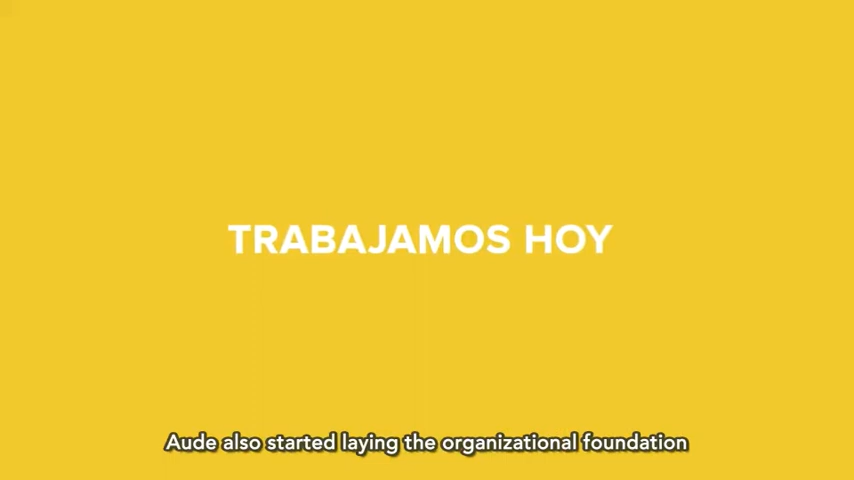 TRABAJAMOS HOY
Aude also started laying the organizational foundation